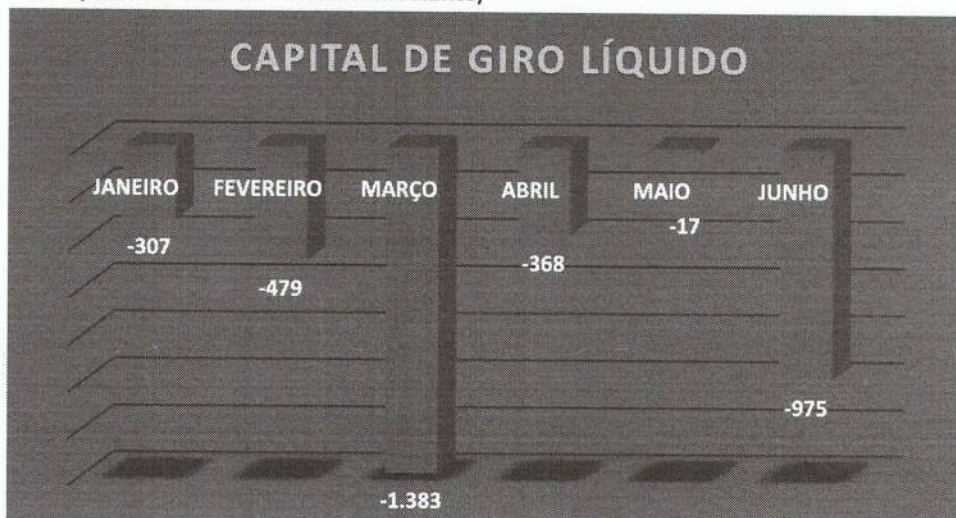 CAPITAL DE GIRO LÍQUIDO
JANEIRO FEVEREIRO MARÇO ABRIL MAIO JUNHO
-307 -479 -1.383 -368 -17 -975